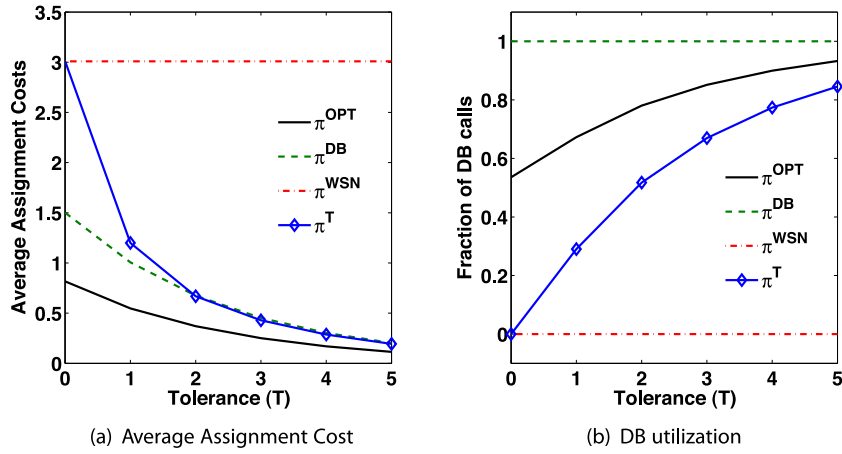 3.5
3
2.5
2
1.5
1
0.5
0
Average Assignment Costs
π^OPT
π^DB
π^WSN
π^T
0 1 2 3 4 5
Tolerance (T)
(a) Average Assignment Cost
1
0.8
0.6
0.4
0.2
0
Fraction of DB calls
π^OPT
π^DB
π^WSN
π^T
0 1 2 3 4 5
Tolerance (T)
(b) DB utilization